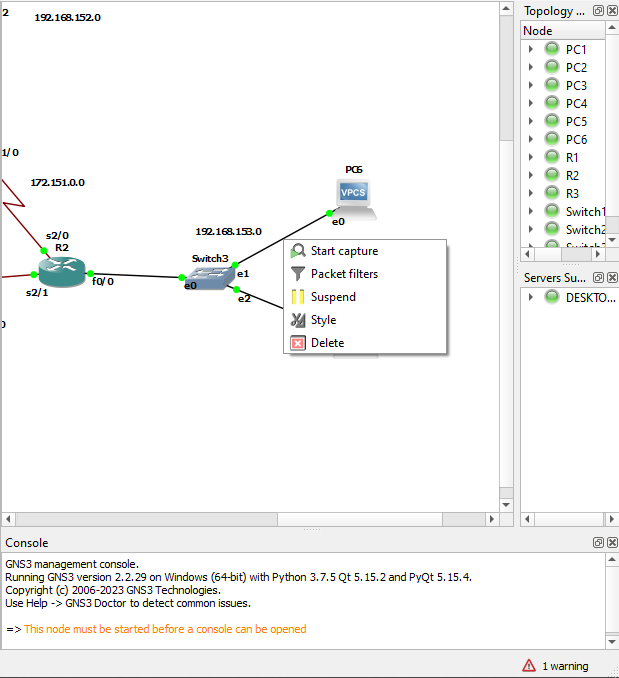 2
192.168.152.0
1/0
172.151.0.0
s2/0
R2
s2/1
f0/0
0
PC6
VPCS
e0
192.168.153.0
Switch3
e1
e0
e2
Start capture
Packet filters
Suspend
Style
Delete
Topology ...
Node
PC1
PC2
PC3
PC4
PC5
PC6
R1
R2
R3
Switch1
Switch2
Switch3
Servers Su...
DESKTO...
Console
GNS3 management console.
Running GNS3 version 2.2.29 on Windows (64-bit) with Python 3.7.5 Qt 5.15.2 and PyQt 5.15.4.
Copyright (c) 2006-2023 GNS3 Technologies.
Use Help -> GNS3 Doctor to detect common issues.
=> This node must be started before a console can be opened
1 warning